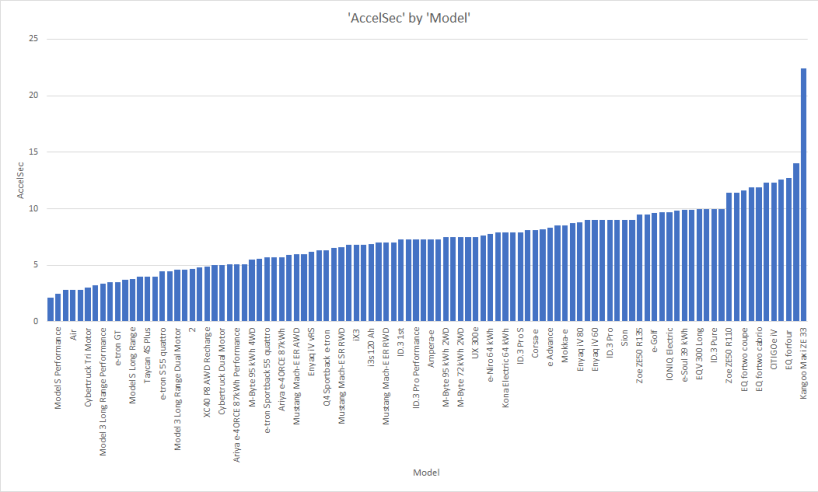 'AccelSec' by 'Model'
25
20
15
10
5
0
AccelSec
Model S Performance
Air
Cybertruck Tri Motor
Model 3 Long Range Performance
e-tron GT
Model S Long Range
Taycan 4S Plus
e-tron S 55 quattro
Model 3 Long Range Dual Motor
2
XC40 P8 AWD Recharge
Cybertruck Dual Motor
Ariya e-4ORCE 87kWh Performance
M-Byte 95 kWh 4WD
e-tron Sportback 55 quattro
Ariya e-4ORCE 87kWh
Mustang Mach-E ER AWD
Enyaq iV vRS
Q4 Sportback e-tron
Mustang Mach-E SR RWD
iX3
i3s 120 Ah
Mustang Mach-E ER RWD
ID.3 1st
ID.3 Pro Performance
Ampera-e
M-Byte 95 kWh 2WD
M-Byte 72 kWh 2WD
UX 300e
e-Niro 64 kWh
Kona Electric 64 kWh
ID.3 Pro S
Corsa-e
e Advance
Mokka-e
Enyaq iV 80
Enyaq iV 60
ID.3 Pro
Sion
Zoe ZE50 R135
e-Golf
IONIQ Electric
e-Soul 39 kWh
EQV 300 Long
ID.3 Pure
Zoe ZE50 R110
EQ fortwo coupe
EQ fortwo cabrio
CITIGOe iV
EQ forfour
Kangoo Maxi ZE 33
Model